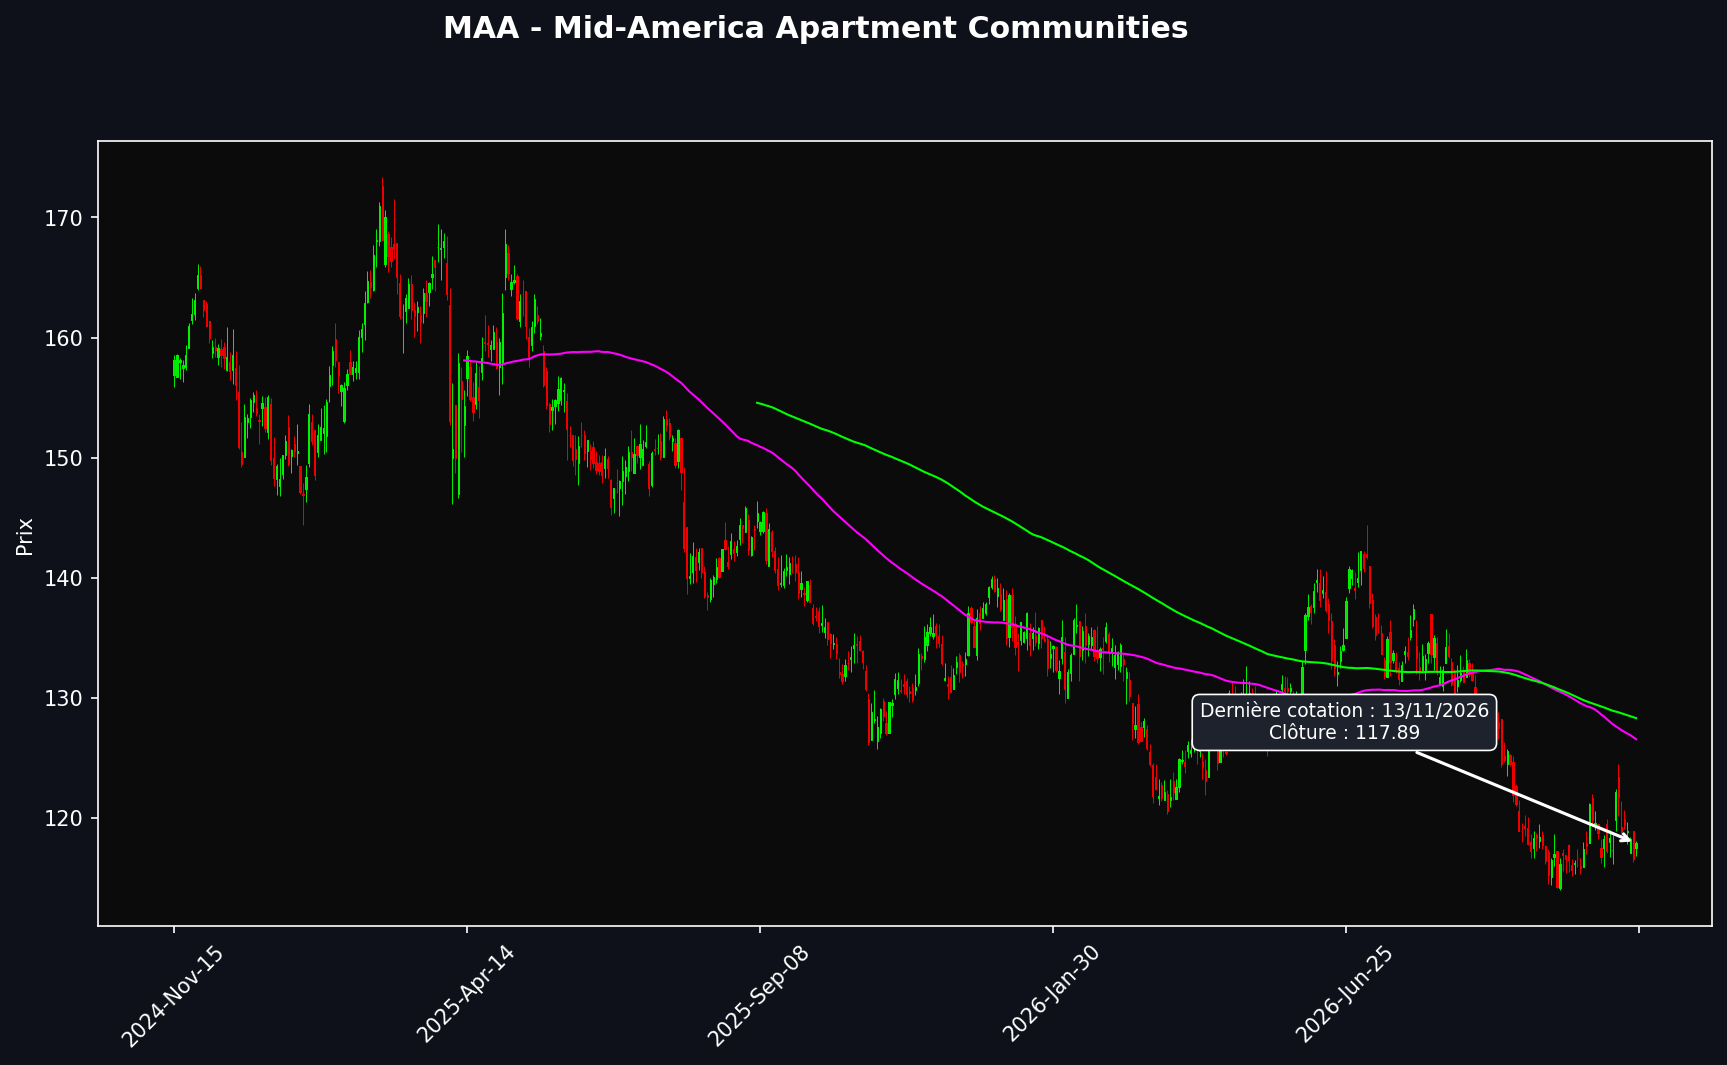 MAA - Mid-America Apartment Communities
Prix
170
160
150
140
130
120
Dernière cotation : 13/11/2026
Clôture : 117.89
2024-Nov-15
2025-Apr-14
2025-Sep-08
2026-Jan-30
2026-Jun-25